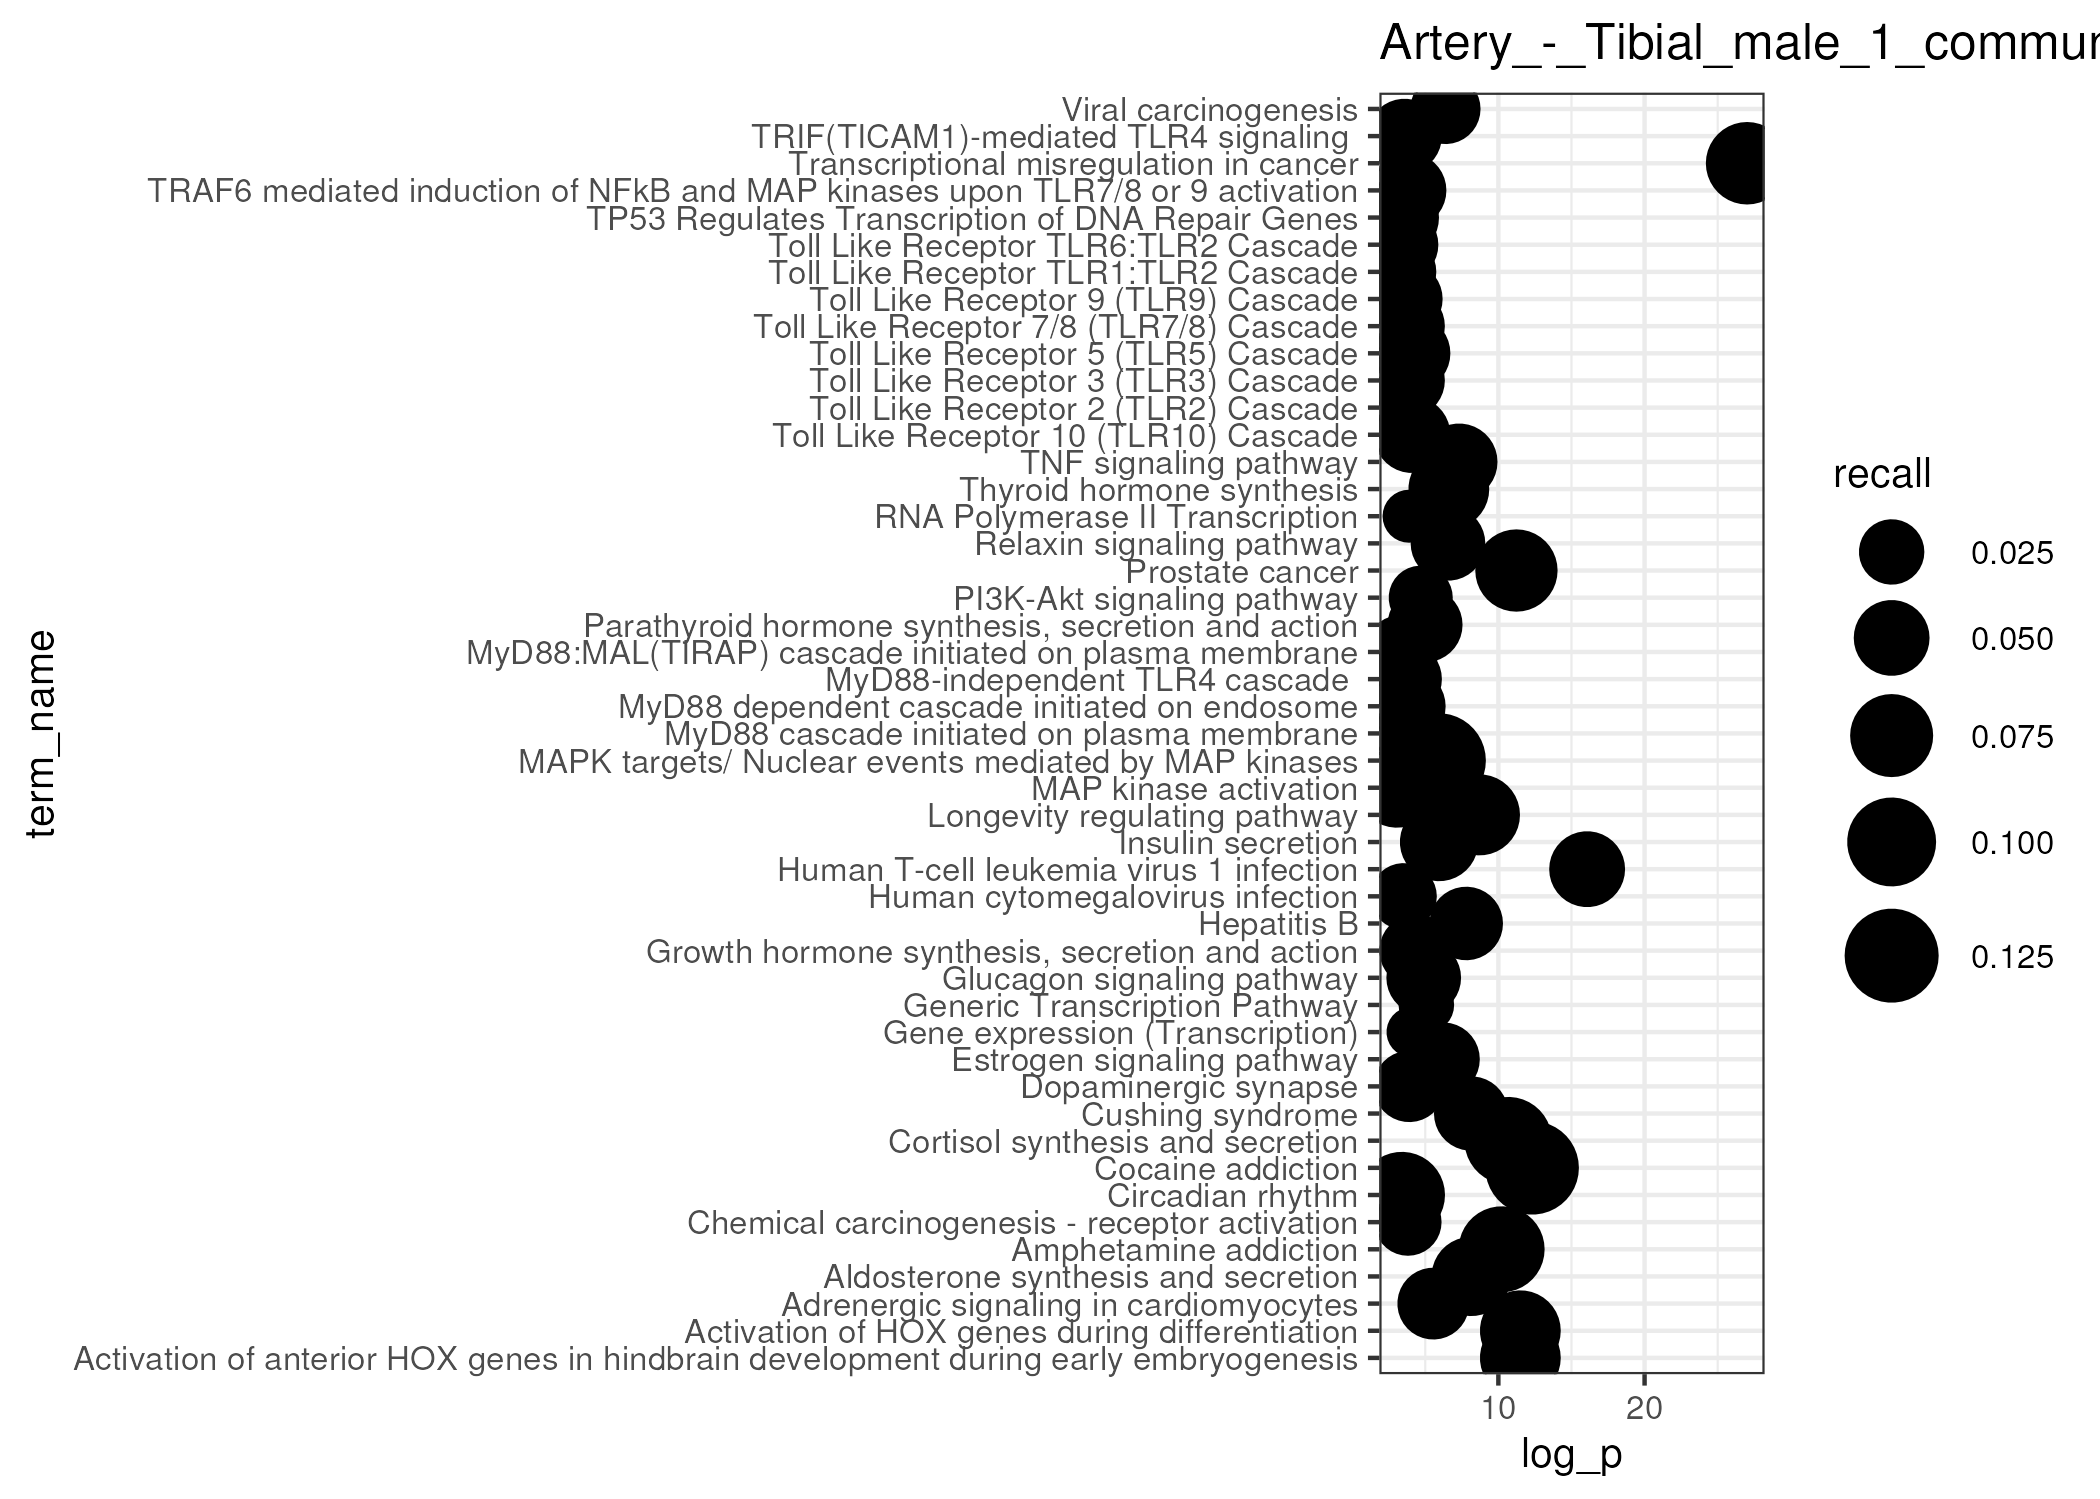 Artery_-_Tibial_male_1_commun
Viral carcinogenesis
TRIF(TICAM1)-mediated TLR4 signaling
Transcriptional misregulation in cancer
TRAF6 mediated induction of NFkB and MAP kinases upon TLR7/8 or 9 activation
TP53 Regulates Transcription of DNA Repair Genes
Toll Like Receptor TLR6:TLR2 Cascade
Toll Like Receptor TLR1:TLR2 Cascade
Toll Like Receptor 9 (TLR9) Cascade
Toll Like Receptor 7/8 (TLR7/8) Cascade
Toll Like Receptor 5 (TLR5) Cascade
Toll Like Receptor 3 (TLR3) Cascade
Toll Like Receptor 2 (TLR2) Cascade
Toll Like Receptor 10 (TLR10) Cascade
TNF signaling pathway
Thyroid hormone synthesis
RNA Polymerase II Transcription
Relaxin signaling pathway
Prostate cancer
PI3K-Akt signaling pathway
Parathyroid hormone synthesis, secretion and action
MyD88:MAL(TIRAP) cascade initiated on plasma membrane
MyD88-independent TLR4 cascade
MyD88 dependent cascade initiated on endosome
MyD88 cascade initiated on plasma membrane
MAPK targets/ Nuclear events mediated by MAP kinases
MAP kinase activation
Longevity regulating pathway
Insulin secretion
Human T-cell leukemia virus 1 infection
Human cytomegalovirus infection
Hepatitis B
Growth hormone synthesis, secretion and action
Glucagon signaling pathway
Generic Transcription Pathway
Gene expression (Transcription)
Estrogen signaling pathway
Dopaminergic synapse
Cushing syndrome
Cortisol synthesis and secretion
Cocaine addiction
Circadian rhythm
Chemical carcinogenesis - receptor activation
Amphetamine addiction
Aldosterone synthesis and secretion
Adrenergic signaling in cardiomyocytes
Activation of HOX genes during differentiation
Activation of anterior HOX genes in hindbrain development during early embryogenesis
term_name
10 20
log_p
recall
0.025
0.050
0.075
0.100
0.125